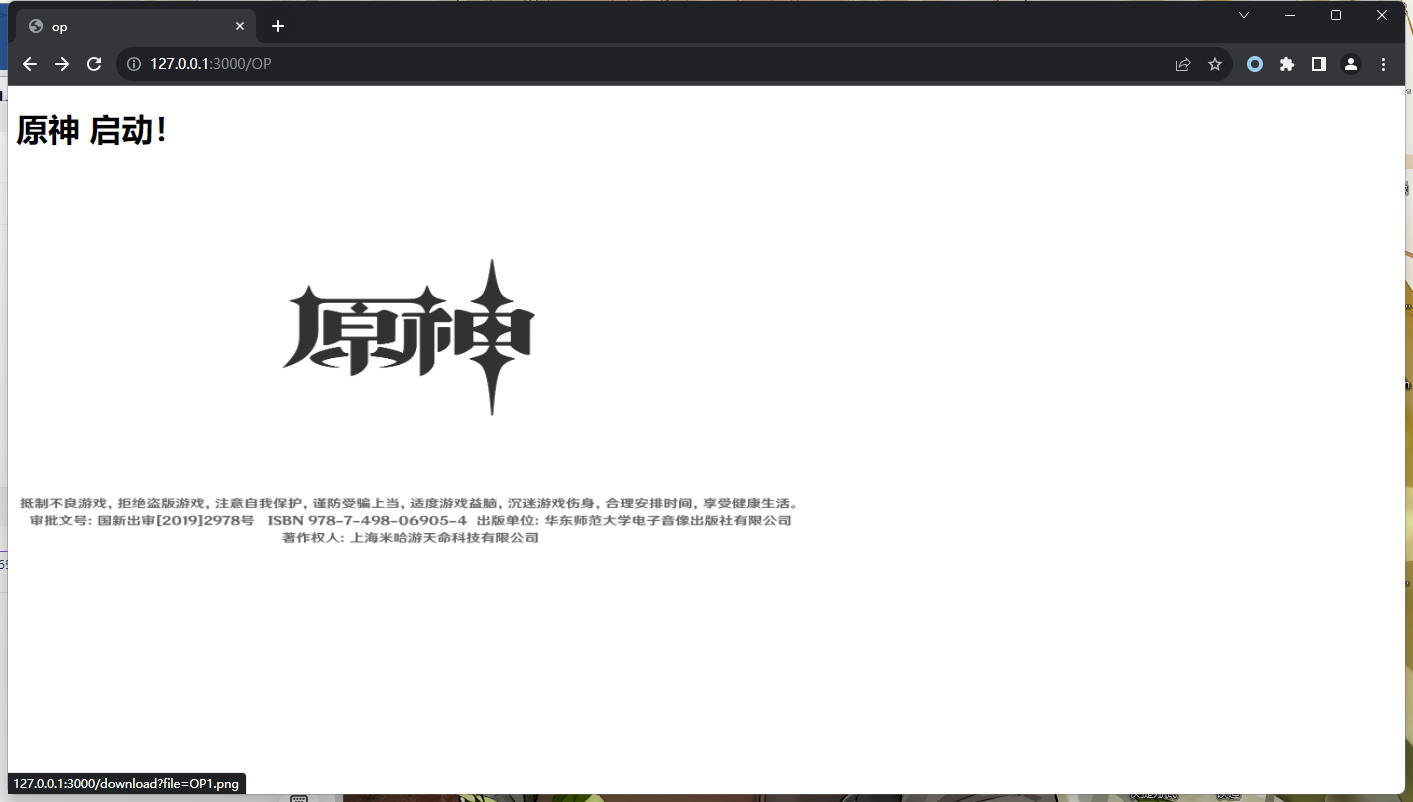 op
127.0.0.1:3000/OP
原神 启动！
原神
抵制不良游戏，拒绝盗版游戏，注意自我保护，谨防受骗上当，适度游戏益脑，沉迷游戏伤身，合理安排时间，享受健康生活。
审批文号：国新出审[2019]2978号 ISBN 978-7-498-06905-4 出版单位：华东师范大学电子音像出版社有限公司
著作权人：上海米哈游天命科技有限公司
127.0.0.1:3000/download?file=OP1.png